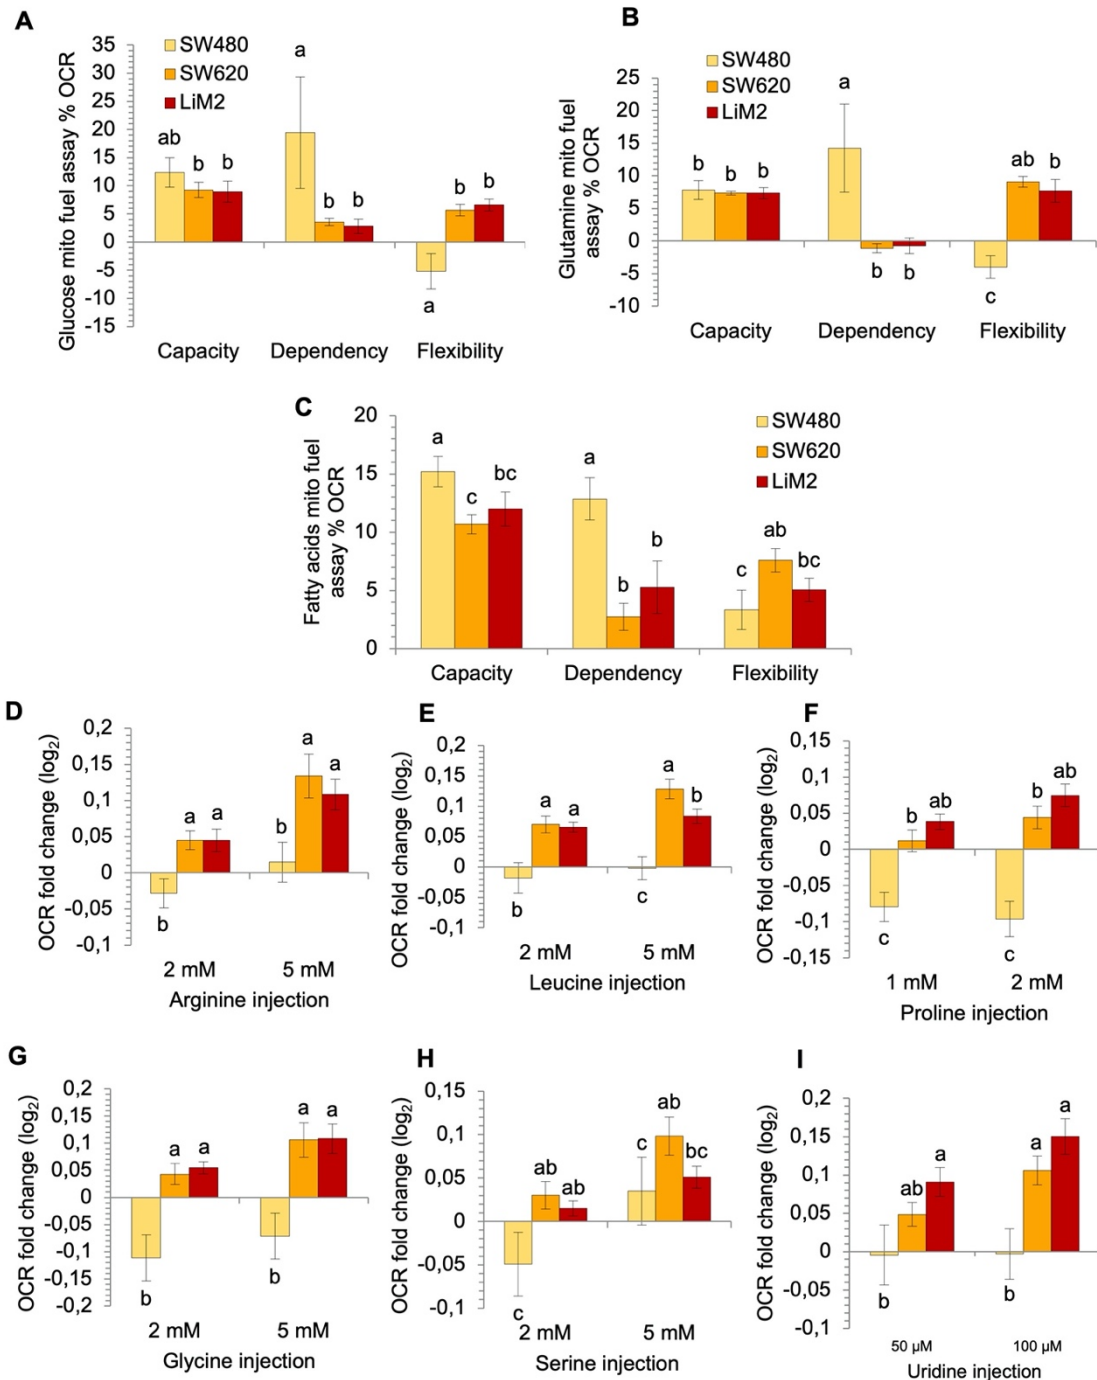 A
Glucose mito fuel assay % OCR
35
30
25
20
15
10
5
0
-5
-10
-15
SW480
SW620
LiM2
ab
b
b
a
b
b
a
b
b
Capacity
Dependency
Flexibility
B
Glutamine mito fuel
assay % OCR
25
20
15
10
5
0
-5
-10
SW480
SW620
LiM2
b
b
b
a
b
b
c
ab
b
Capacity
Dependency
Flexibility
C
Fatty acids mito fuel
assay % OCR
20
15
10
5
0
SW480
SW620
LiM2
a
c
bc
a
b
b
c
ab
bc
Capacity
Dependency
Flexibility
D
OCR fold change (log2)
0,2
0,15
0,1
0,05
0
-0,05
-0,1
b
a
a
b
a
a
2 mM
5 mM
Arginine injection
E
OCR fold change (log2)
0,2
0,15
0,1
0,05
0
-0,05
-0,1
b
a
a
c
a
b
2 mM
5 mM
Leucine injection
F
OCR fold change (log2)
0,15
0,1
0,05
0
-0,05
-0,1
-0,15
c
b
ab
c
b
ab
1 mM
2 mM
Proline injection
G
OCR fold change (log2)
0,2
0,15
0,1
0,05
0
-0,05
-0,1
-0,15
-0,2
b
a
a
b
a
a
2 mM
5 mM
Glycine injection
H
OCR fold change (log2)
0,15
0,1
0,05
0
-0,05
-0,1
c
ab
ab
c
ab
bc
2 mM
5 mM
Serine injection
I
OCR fold change (log2)
0,2
0,15
0,1
0,05
0
-0,05
-0,1
b
ab
a
b
a
a
50 µM
100 µM
Uridine injection